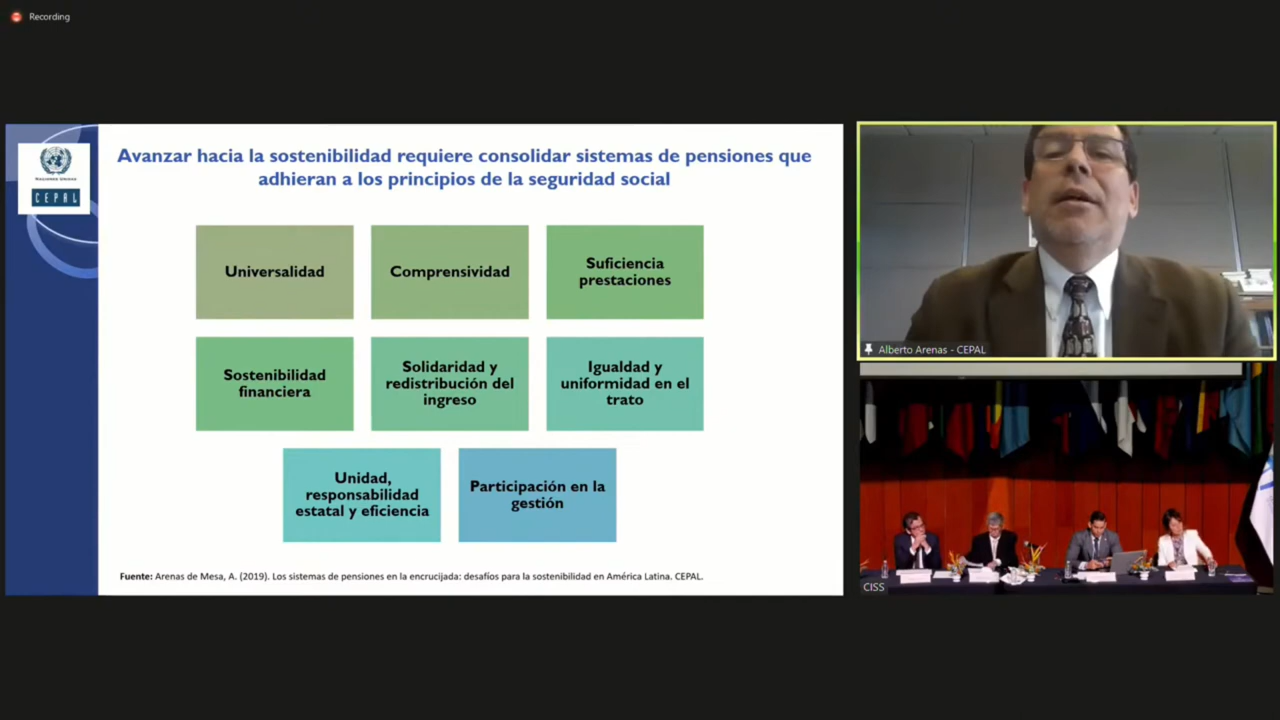 Recording
Avanzar hacia la sostenibilidad requiere consolidar sistemas de pensiones que
adhieran a los principios de la seguridad social
NACIONES UNIDAS
CEPAL
Universalidad
Comprensividad
Suficiencia
prestaciones
Sostenibilidad
financiera
Solidaridad y
redistribución del
ingreso
Igualdad y
uniformidad en el
trato
Unidad,
responsabilidad
estatal y eficiencia
Participación en la
gestión
Fuente: Arenas de Mesa, A. (2019). Los sistemas de pensiones en la encrucijada: desafíos para la sostenibilidad en América Latina. CEPAL.
Alberto Arenas - CEPAL
CISS